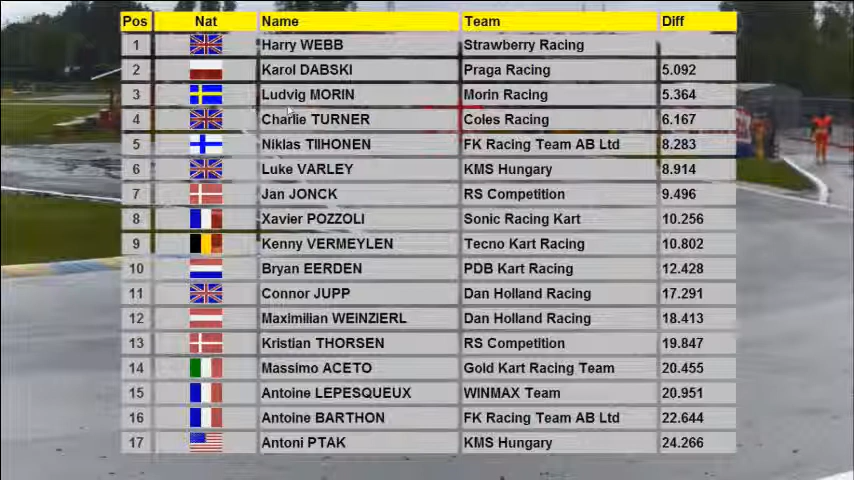 Pos Nat Name Team Diff
1 Harry WEBB Strawberry Racing
2 Karol DABSKI Praga Racing 5.092
3 Ludvig MORIN Morin Racing 5.364
4 Charlie TURNER Coles Racing 6.167
5 Niklas TIIHONEN FK Racing Team AB Ltd 8.283
6 Luke VARLEY KMS Hungary 8.914
7 Jan JONCK RS Competition 9.496
8 Xavier POZZOLI Sonic Racing Kart 10.256
9 Kenny VERMEYLEN Tecno Kart Racing 10.802
10 Bryan EERDEN PDB Kart Racing 12.428
11 Connor JUPP Dan Holland Racing 17.291
12 Maximilian WEINZIERL Dan Holland Racing 18.413
13 Kristian THORSEN RS Competition 19.847
14 Massimo ACETO Gold Kart Racing Team 20.455
15 Antoine LEPESQUEUX WINMAX Team 20.951
16 Antoine BARTHON FK Racing Team AB Ltd 22.644
17 Antoni PTAK KMS Hungary 24.266